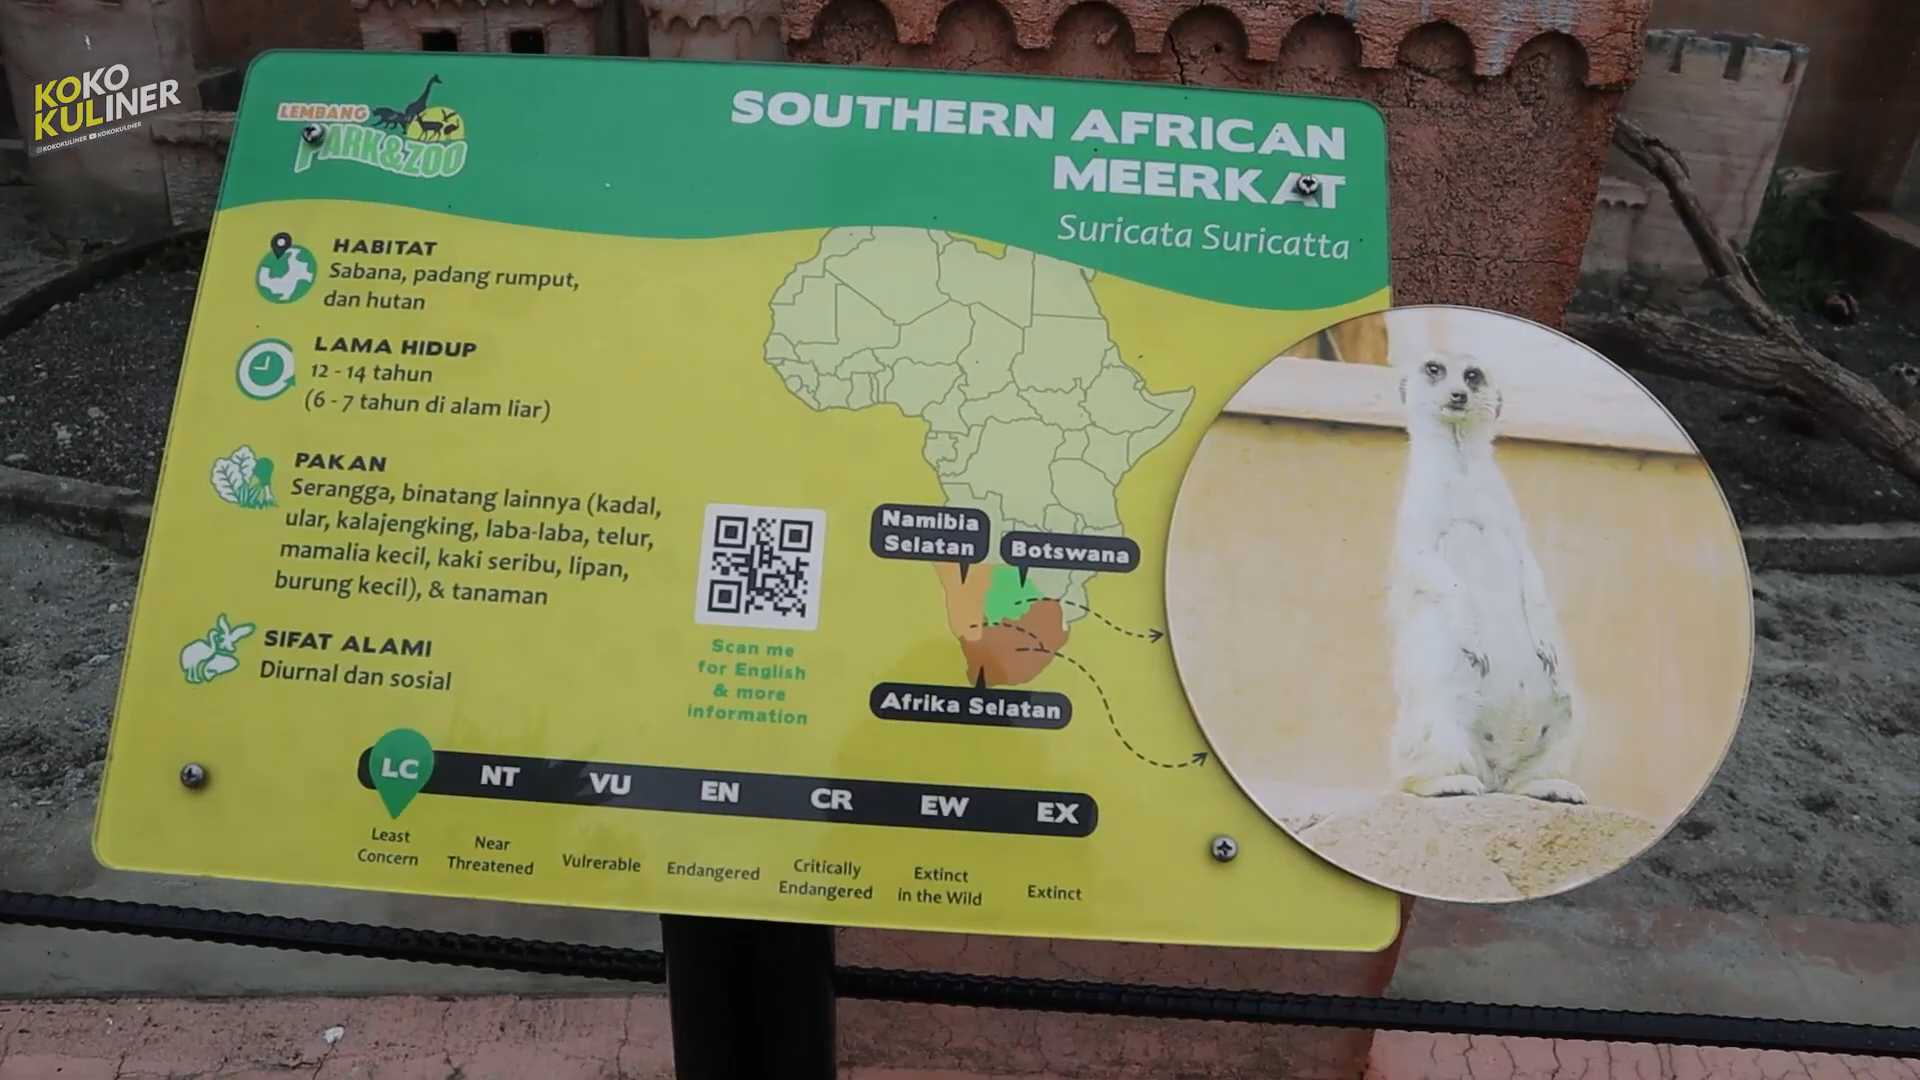 KOKO
KULINER
@KOKOKULINER KOKOKULINER
LEMBANG
PARK&ZOO
SOUTHERN AFRICAN
MEERKAT
Suricata Suricatta
HABITAT
Sabana, padang rumput,
dan hutan
LAMA HIDUP
12 - 14 tahun
(6 - 7 tahun di alam liar)
PAKAN
Serangga, binatang lainnya (kadal,
ular, kalajengking, laba-laba, telur,
mamalia kecil, kaki seribu, lipan,
burung kecil), & tanaman
SIFAT ALAMI
Diurnal dan sosial
Scan me
for English
& more
information
Namibia
Selatan
Botswana
Afrika Selatan
LC
NT
VU
EN
CR
EW
EX
Least
Concern
Near
Threatened
Vulrerable
Endangered
Critically
Endangered
Extinct
in the Wild
Extinct